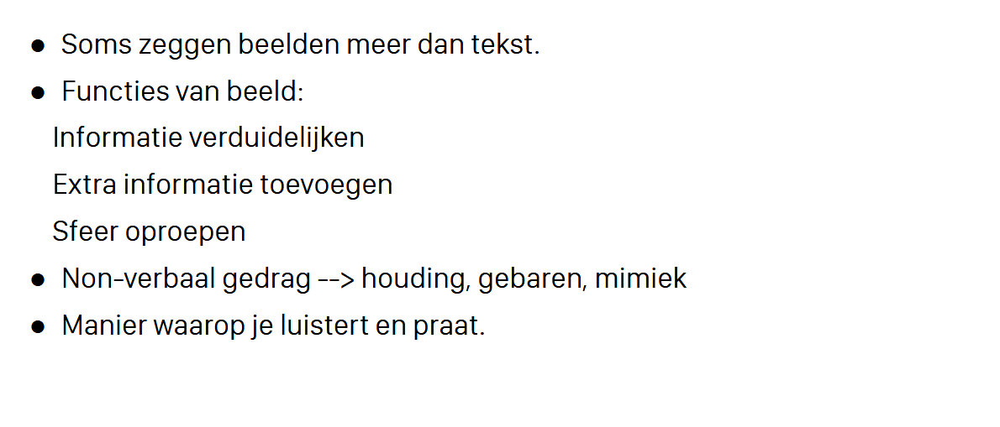 ● Soms zeggen beelden meer dan tekst.
● Functies van beeld:
Informatie verduidelijken
Extra informatie toevoegen
Sfeer oproepen
● Non-verbaal gedrag --> houding, gebaren, mimiek
● Manier waarop je luistert en praat.